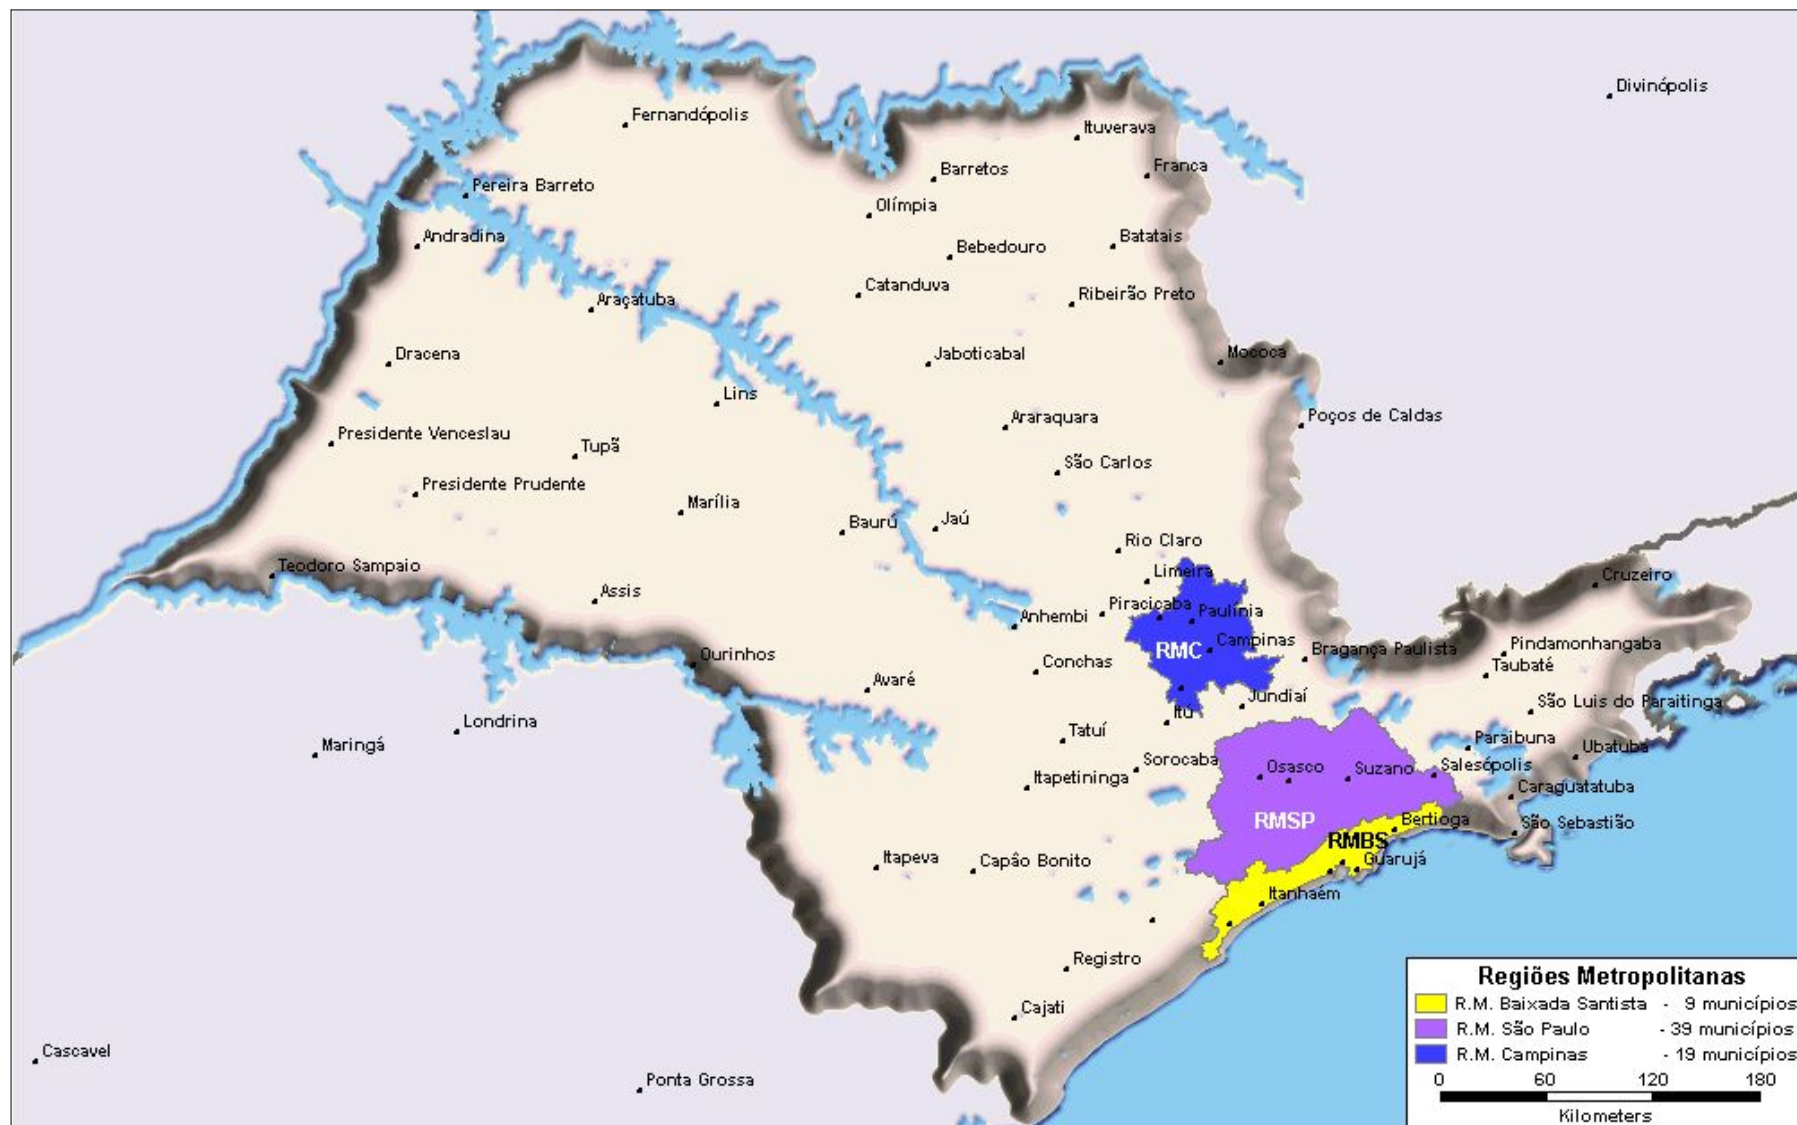 Divinópolis
Fernandópolis
Ituverava
Barretos
Franca
Pereira Barreto
Olímpia
Andradina
Bebedouro
Batatais
Catanduva
Ribeirão Preto
Araçatuba
Dracena
Jaboticabal
Mococa
Lins
Araraquara
Poços de Caldas
Presidente Venceslau
Tupã
São Carlos
Presidente Prudente
Marília
Baurú
Jaú
Rio Claro
Teodoro Sampaio
Limeira
Cruzeiro
Assis
Anhembi
Piracicaba
Paulínia
RMC
Campinas
Bragança Paulista
Pindamonhangaba
Ourinhos
Conchas
Taubaté
Avaré
Jundiaí
São Luis do Paraitinga
Itú
Londrina
Maringá
Tatuí
Paraibuna
Ubatuba
Sorocaba
Osasco
Suzano
Salesópolis
Itapetininga
Caraguatatuba
RMSP
Bertioga
São Sebastião
RMBS
Itapeva
Capâo Bonito
Guarujá
Itanhaém
Registro
Cajati
Cascavel
Ponta Grossa
Regiões Metropolitanas
R.M. Baixada Santista - 9 municípios
R.M. São Paulo - 39 municípios
R.M. Campinas - 19 municípios
0 60 120 180
Kilometers